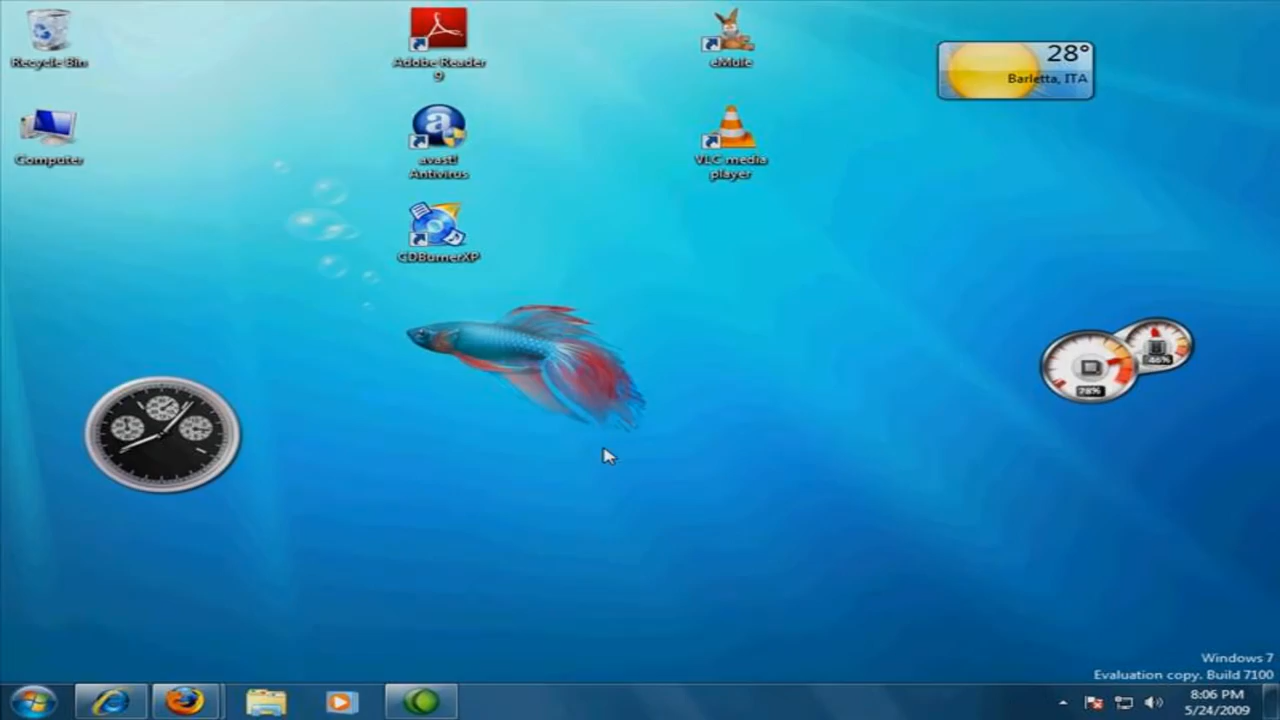 Recycle Bin
Adobe Reader
9
eMule
28°
Barletta, ITA
Computer
avast!
Antivirus
VLC media
player
CDBurnerXP
46%
Windows 7
Evaluation copy. Build 7100
8:06 PM
5/24/2009